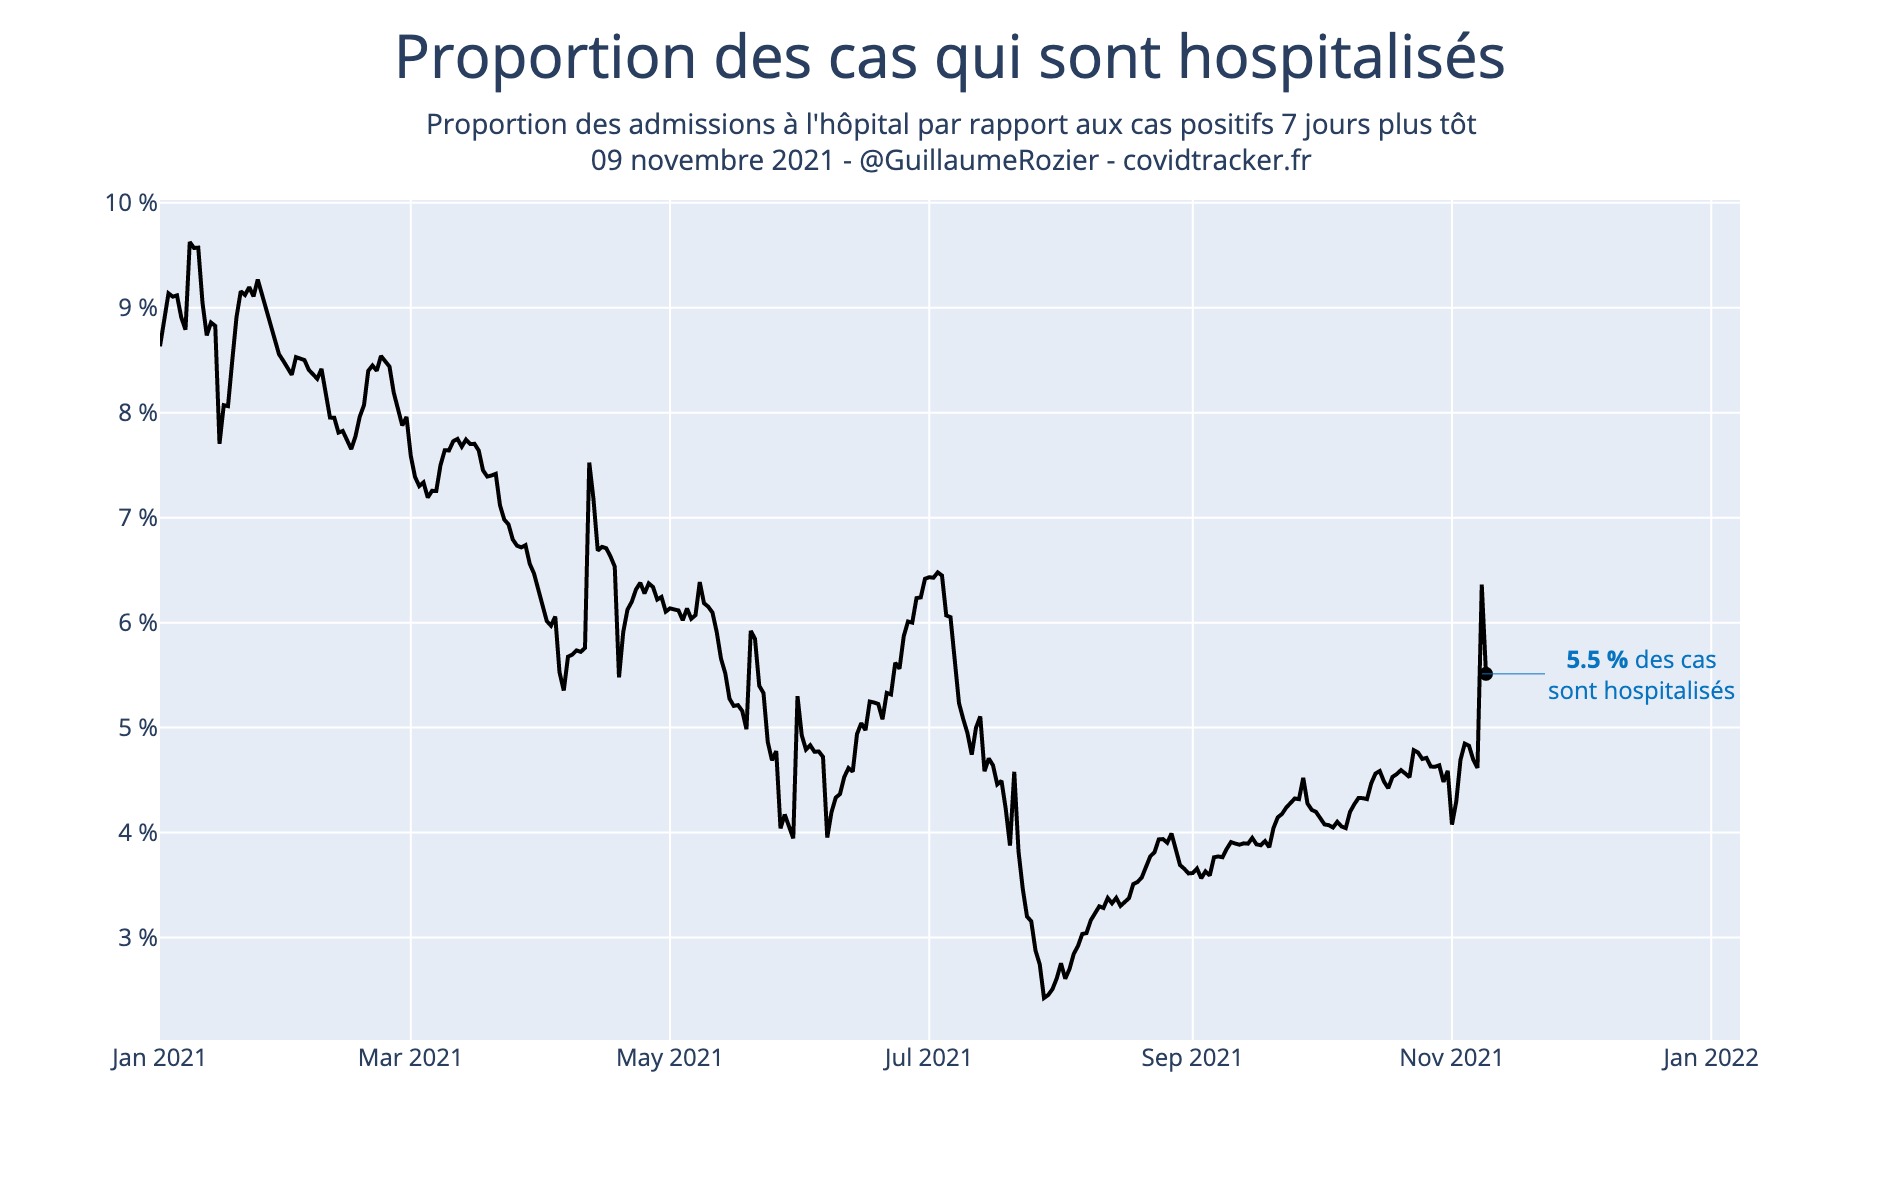 Proportion des cas qui sont hospitalisés
Proportion des admissions à l'hôpital par rapport aux cas positifs 7 jours plus tôt
09 novembre 2021 - @GuillaumeRozier - covidtracker.fr
10 %
9 %
8 %
7 %
6 %
5 %
4 %
3 %
5.5 % des cas
sont hospitalisés
Jan 2021
Mar 2021
May 2021
Jul 2021
Sep 2021
Nov 2021
Jan 2022